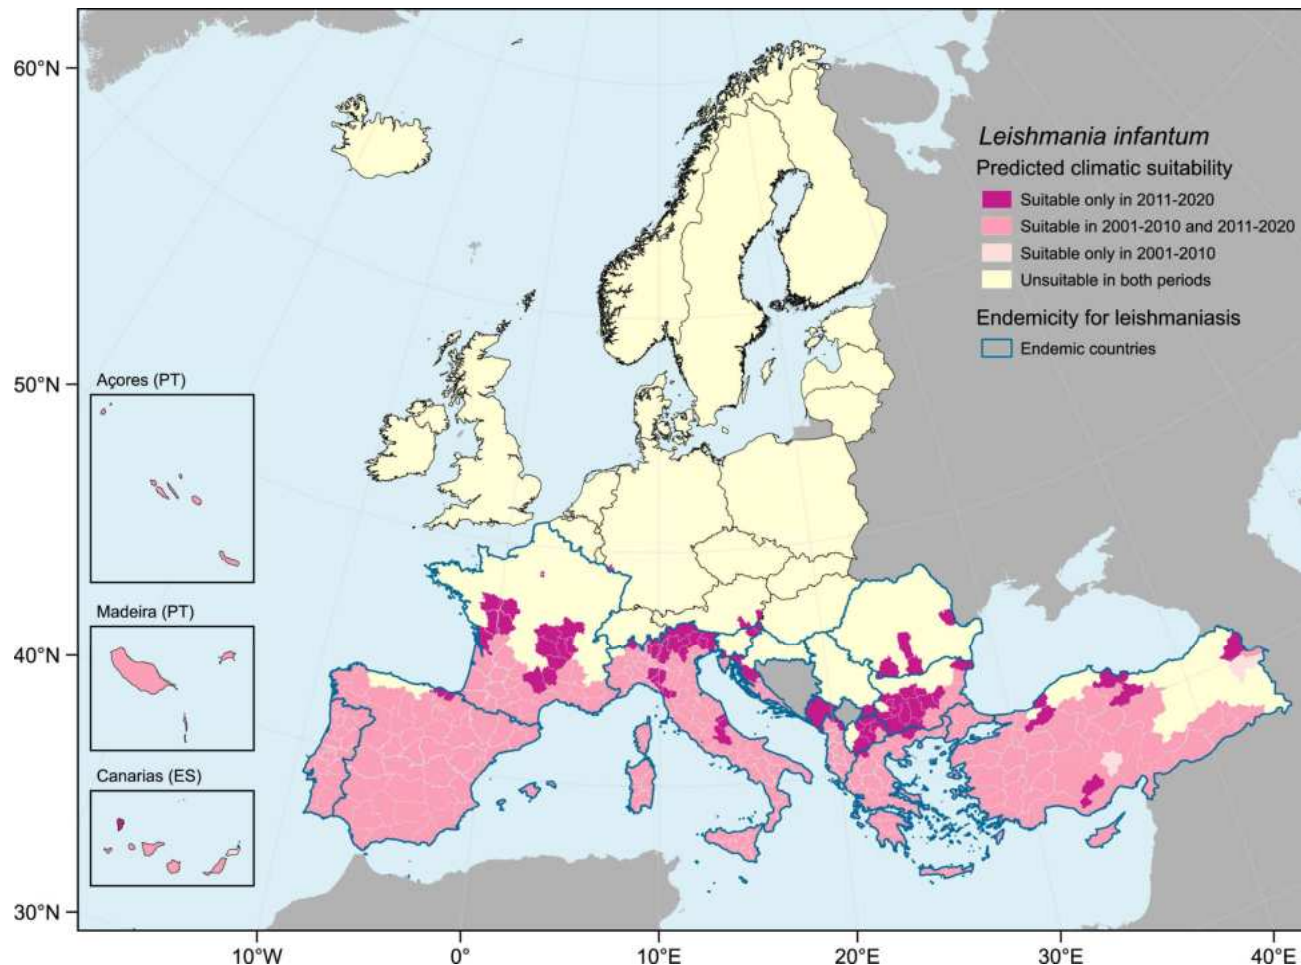 60°N
50°N
40°N
30°N
Leishmania infantum
Predicted climatic suitability
Suitable only in 2011-2020
Suitable in 2001-2010 and 2011-2020
Suitable only in 2001-2010
Unsuitable in both periods
Endemicity for leishmaniasis
Endemic countries
Açores (PT)
Madeira (PT)
Canarias (ES)
10°W
0°
10°E
20°E
30°E
40°E